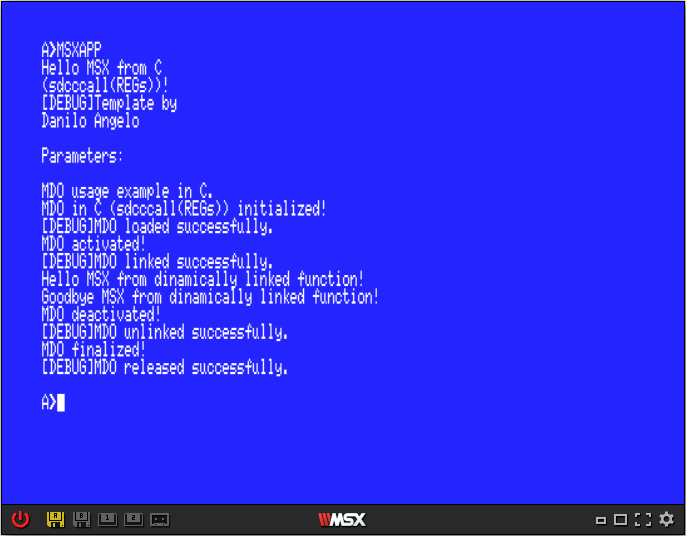 A>MSXAPP
Hello MSX from C
(sdcccall(REGs))!
[DEBUG]Template by
Danilo Angelo
Parameters:
MDO usage example in C.
MDO in C (sdcccall(REGs)) initialized!
[DEBUG]MDO loaded successfully.
MDO activated!
[DEBUG]MDO linked successfully.
Hello MSX from dinamically linked function!
Goodbye MSX from dinamically linked function!
MDO deactivated!
[DEBUG]MDO unlinked successfully.
MDO finalized!
[DEBUG]MDO released successfully.
A>
A B 1 2
WMSX